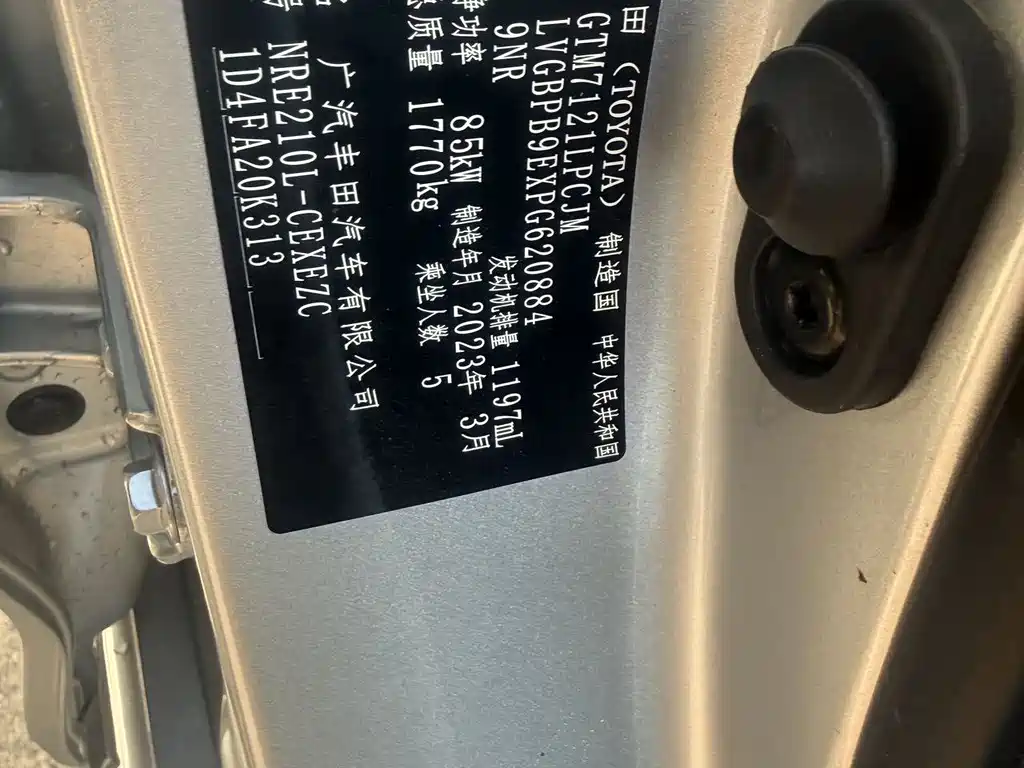 田 (TOYOTA) 制造国 中华人民共和国
GTM7121LPCJM
LVGBPB9EXPG620884
9NR 发动机排量 1197mL
净功率 85kW 制造年月 2023年 3月
质量 1770kg 乘坐人数 5
广汽丰田汽车有限公司
NRE210L-CEXEZC
1D4FA20K313